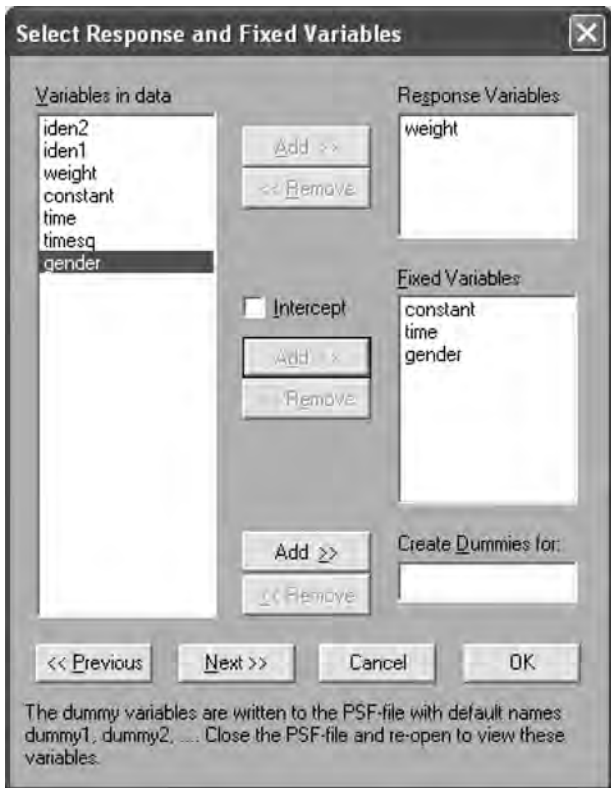 Select Response and Fixed Variables
Variables in data
iden2
iden1
weight
constant
time
timesq
gender
Add >>
<< Remove
Response Variables
weight
Intercept
Add >>
<< Remove
Fixed Variables
constant
time
gender
Add >>
<< Remove
Create Dummies for:
<< Previous
Next >>
Cancel
OK
The dummy variables are written to the PSF-file with default names
dummy1, dummy2, .... Close the PSF-file and re-open to view these
variables.